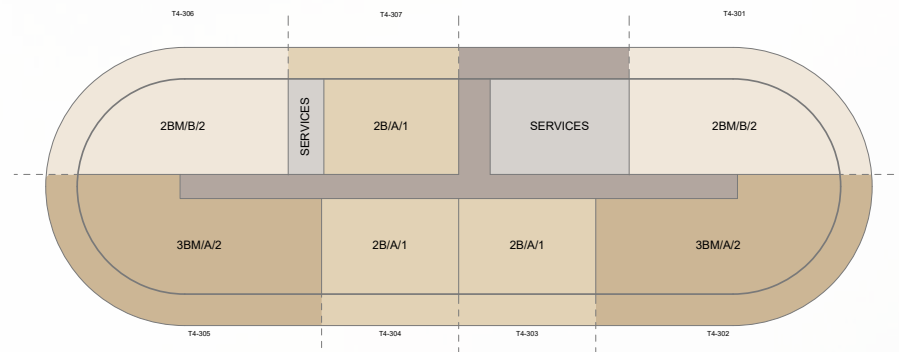 T4-306
T4-307
T4-301
2BM/B/2
SERVICES
2B/A/1
SERVICES
2BM/B/2
3BM/A/2
2B/A/1
2B/A/1
3BM/A/2
T4-305
T4-304
T4-303
T4-302